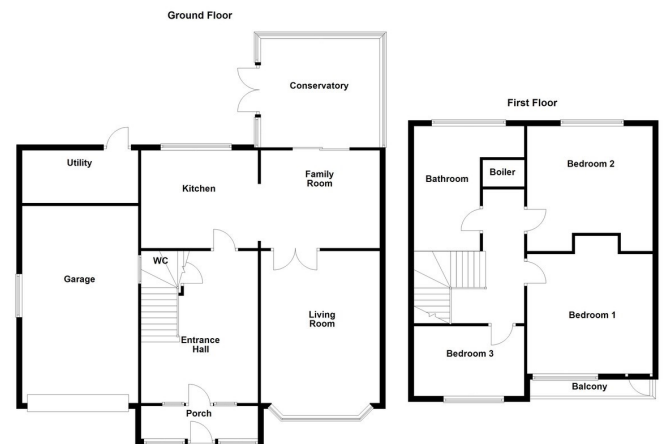 Ground Floor
Conservatory
Utility
Kitchen
Family
Room
WC
Garage
Living
Room
Entrance
Hall
Porch
First Floor
Bathroom
Boiler
Bedroom 2
Bedroom 1
Bedroom 3
Balcony